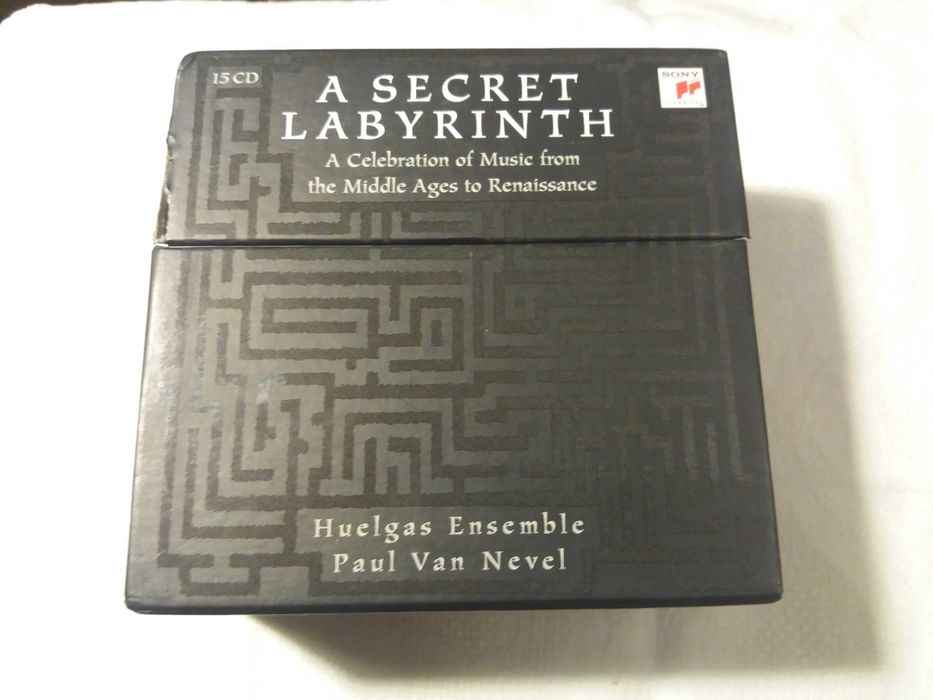 15 CD
A SECRET
LABYRINTH
A Celebration of Music from
the Middle Ages to Renaissance
SONY
CLASSICAL
Huelgas Ensemble
Paul Van Nevel